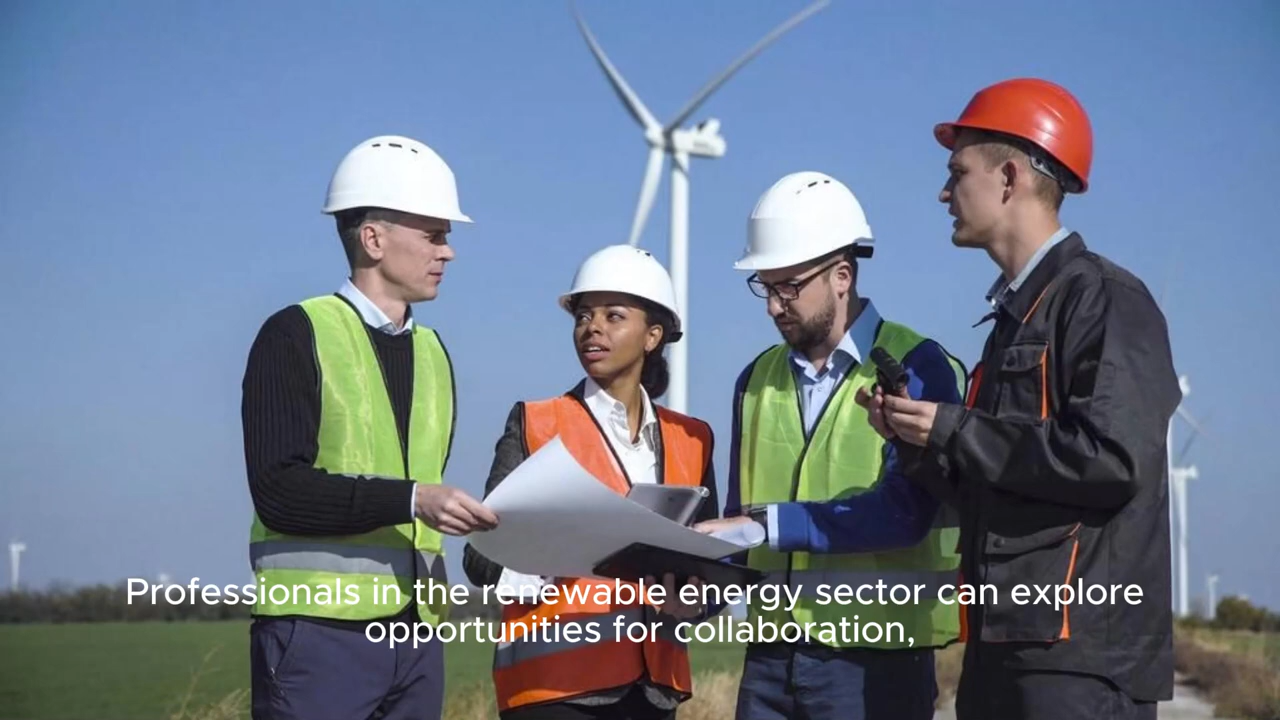 Professionals in the renewable energy sector can explore
opportunities for collaboration,